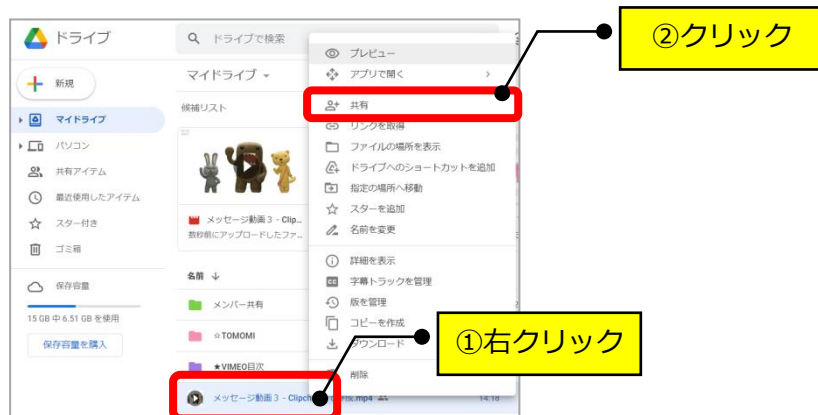 ドライブ
ドライブで検索
新規
マイドライブ
パソコン
共有アイテム
最近使用したアイテム
スター付き
ゴミ箱
保存容量
15 GB 中 6.51 GB を使用
保存容量を購入
マイドライブ
候補リスト
メッセージ動画３ - Clip...
数秒前にアップロードしたファ...
名前 ↓
メンバー共有
☆TOMOMI
★VIMEO目次
メッセージ動画３ - Clipch
.mp4
14:18
プレビュー
アプリで開く
共有
リンクを取得
ファイルの場所を表示
ドライブへのショートカットを追加
指定の場所へ移動
スターを追加
名前を変更
詳細を表示
字幕トラックを管理
版を管理
コピーを作成
ダウンロード
削除
②クリック
①右クリック